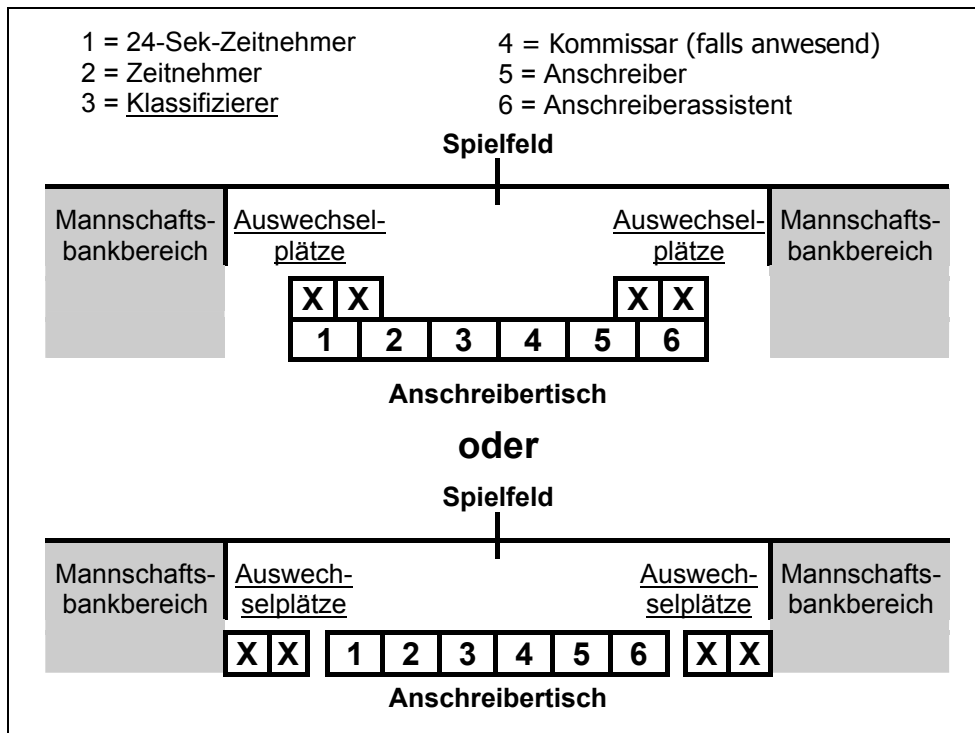 1 = 24-Sek-Zeitnehmer
2 = Zeitnehmer
3 = Klassifizierer
4 = Kommissar (falls anwesend)
5 = Anschreiber
6 = Anschreiberassistent
Spielfeld
Mannschafts-
bankbereich
Auswechsel-
plätze
Auswechsel-
plätze
Mannschafts-
bankbereich
X X X X
1 2 3 4 5 6
Anschreibertisch
oder
Spielfeld
Mannschafts-
bankbereich
Auswech-
selplätze
Auswech-
selplätze
Mannschafts-
bankbereich
X X 1 2 3 4 5 6 X X
Anschreibertisch